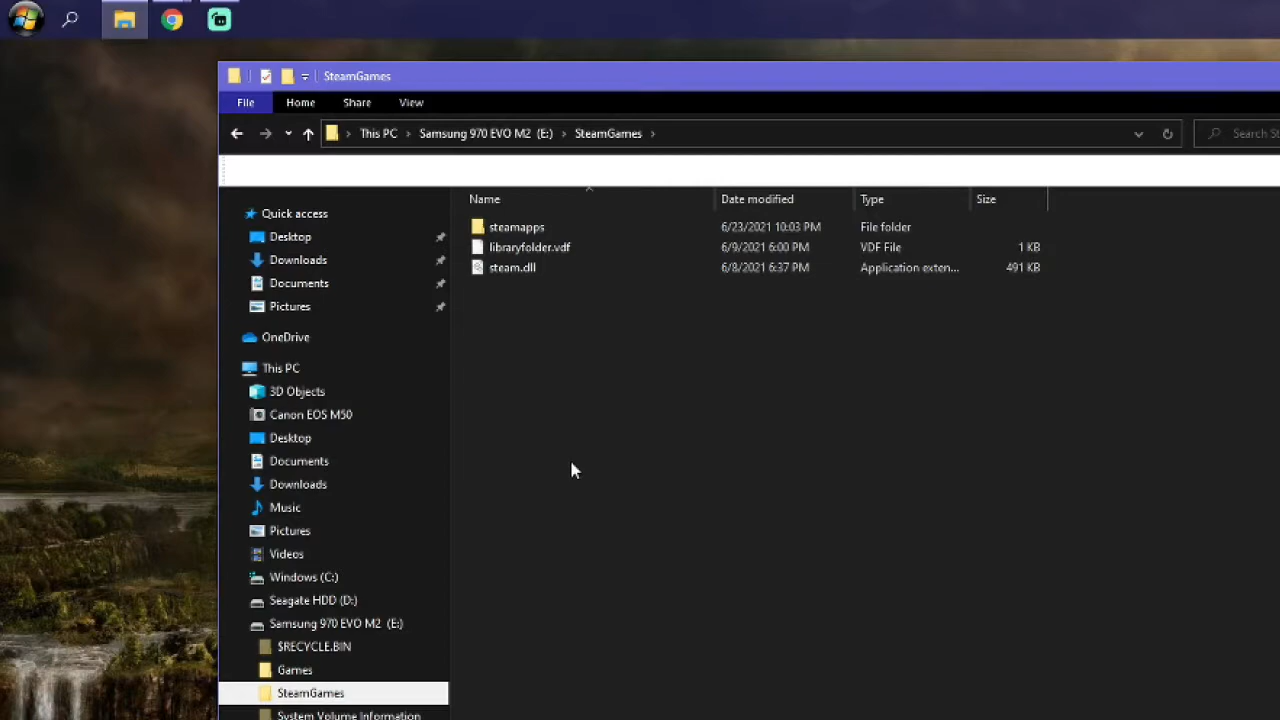 SteamGames
File Home Share View
This PC Samsung 970 EVO M2 (E:) SteamGames Search St
Name Date modified Type Size
steamapps 6/23/2021 10:03 PM File folder
libraryfolder.vdf 6/9/2021 6:00 PM VDF File 1 KB
steam.dll 6/8/2021 6:37 PM Application exten... 491 KB
Quick access
Desktop
Downloads
Documents
Pictures
OneDrive
This PC
3D Objects
Canon EOS M50
Desktop
Documents
Downloads
Music
Pictures
Videos
Windows (C:)
Seagate HDD (D:)
Samsung 970 EVO M2 (E:)
$RECYCLE.BIN
Games
SteamGames
System Volume Information